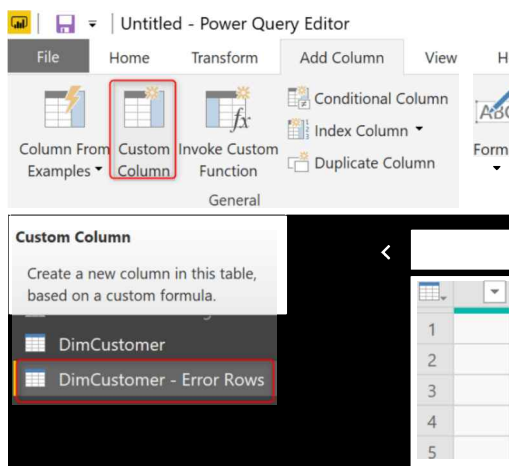 Untitled - Power Query Editor
File Home Transform Add Column View
Column From Examples
Custom Column
Invoke Custom Function
fx
Conditional Column
Index Column
Duplicate Column
General
Custom Column
Create a new column in this table,
based on a custom formula.
DimCustomer
DimCustomer - Error Rows
1
2
3
4
5